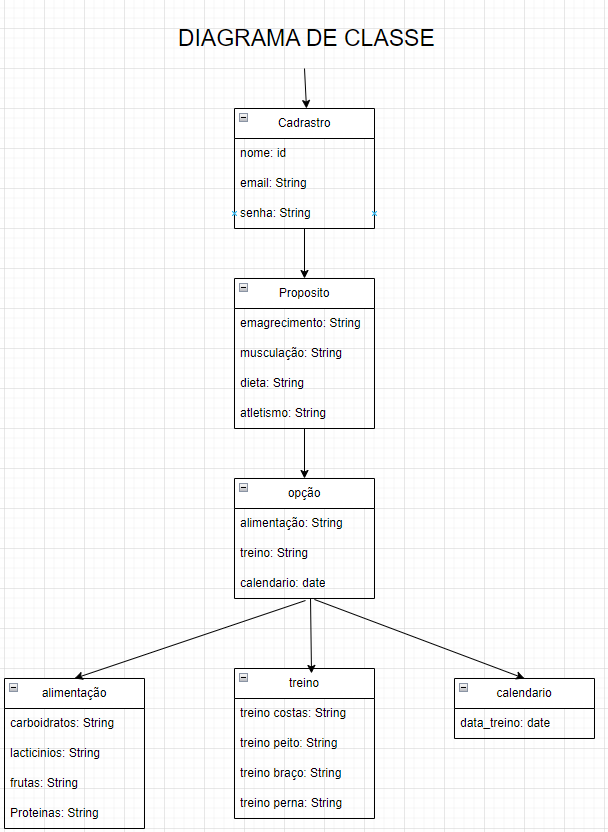 DIAGRAMA DE CLASSE
Cadrastro
nome: id
email: String
senha: String
Proposito
emagrecimento: String
musculação: String
dieta: String
atletismo: String
opção
alimentação: String
treino: String
calendario: date
alimentação
carboidratos: String
lacticinios: String
frutas: String
Proteinas: String
treino
treino costas: String
treino peito: String
treino braço: String
treino perna: String
calendario
data_treino: date